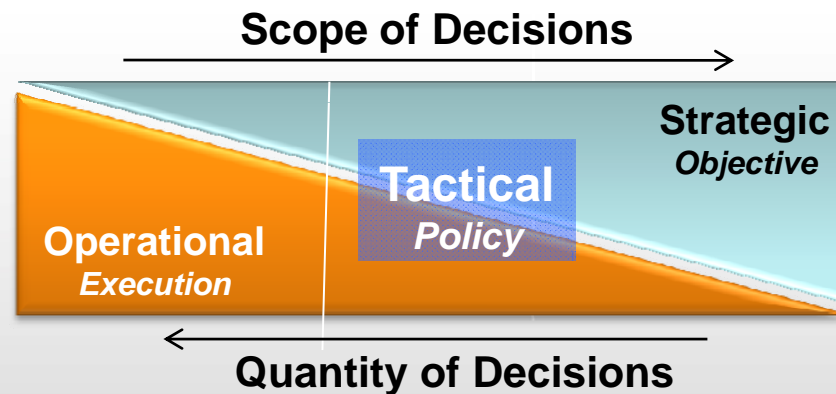 Scope of Decisions
Strategic
Objective
Tactical
Policy
Operational
Execution
Quantity of Decisions